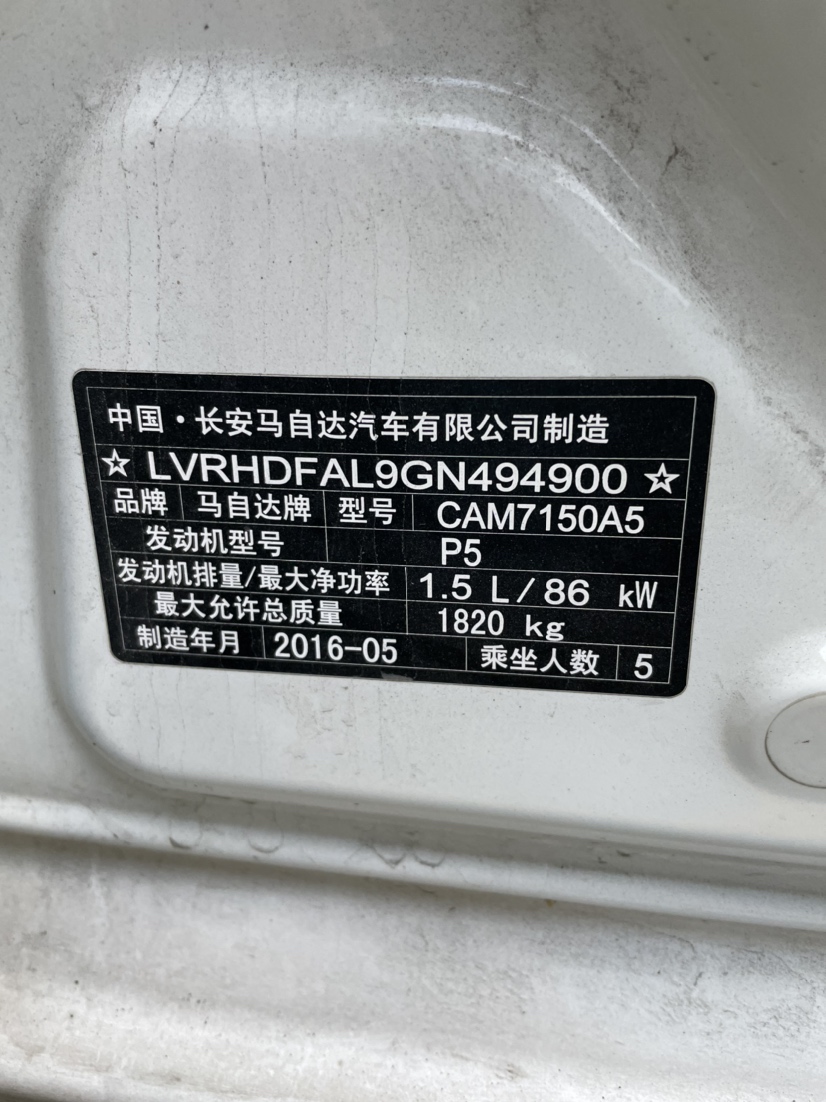 中国·长安马自达汽车有限公司制造
☆ LVRHDFAL9GN494900 ☆
品牌 马自达牌 型号 CAM7150A5
发动机型号 P5
发动机排量/最大净功率 1.5 L/86 kW
最大允许总质量 1820 kg
制造年月 2016-05 乘坐人数 5